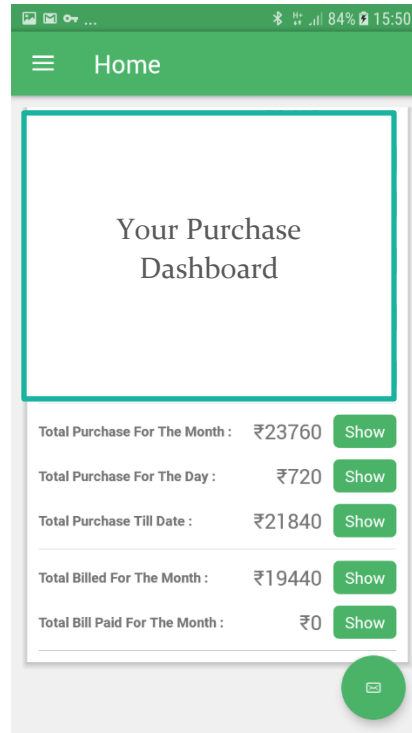 ... 84% 15:50
Home
Your Purchase
Dashboard
Total Purchase For The Month : ₹23760 Show
Total Purchase For The Day : ₹720 Show
Total Purchase Till Date : ₹21840 Show
Total Billed For The Month : ₹19440 Show
Total Bill Paid For The Month : ₹0 Show